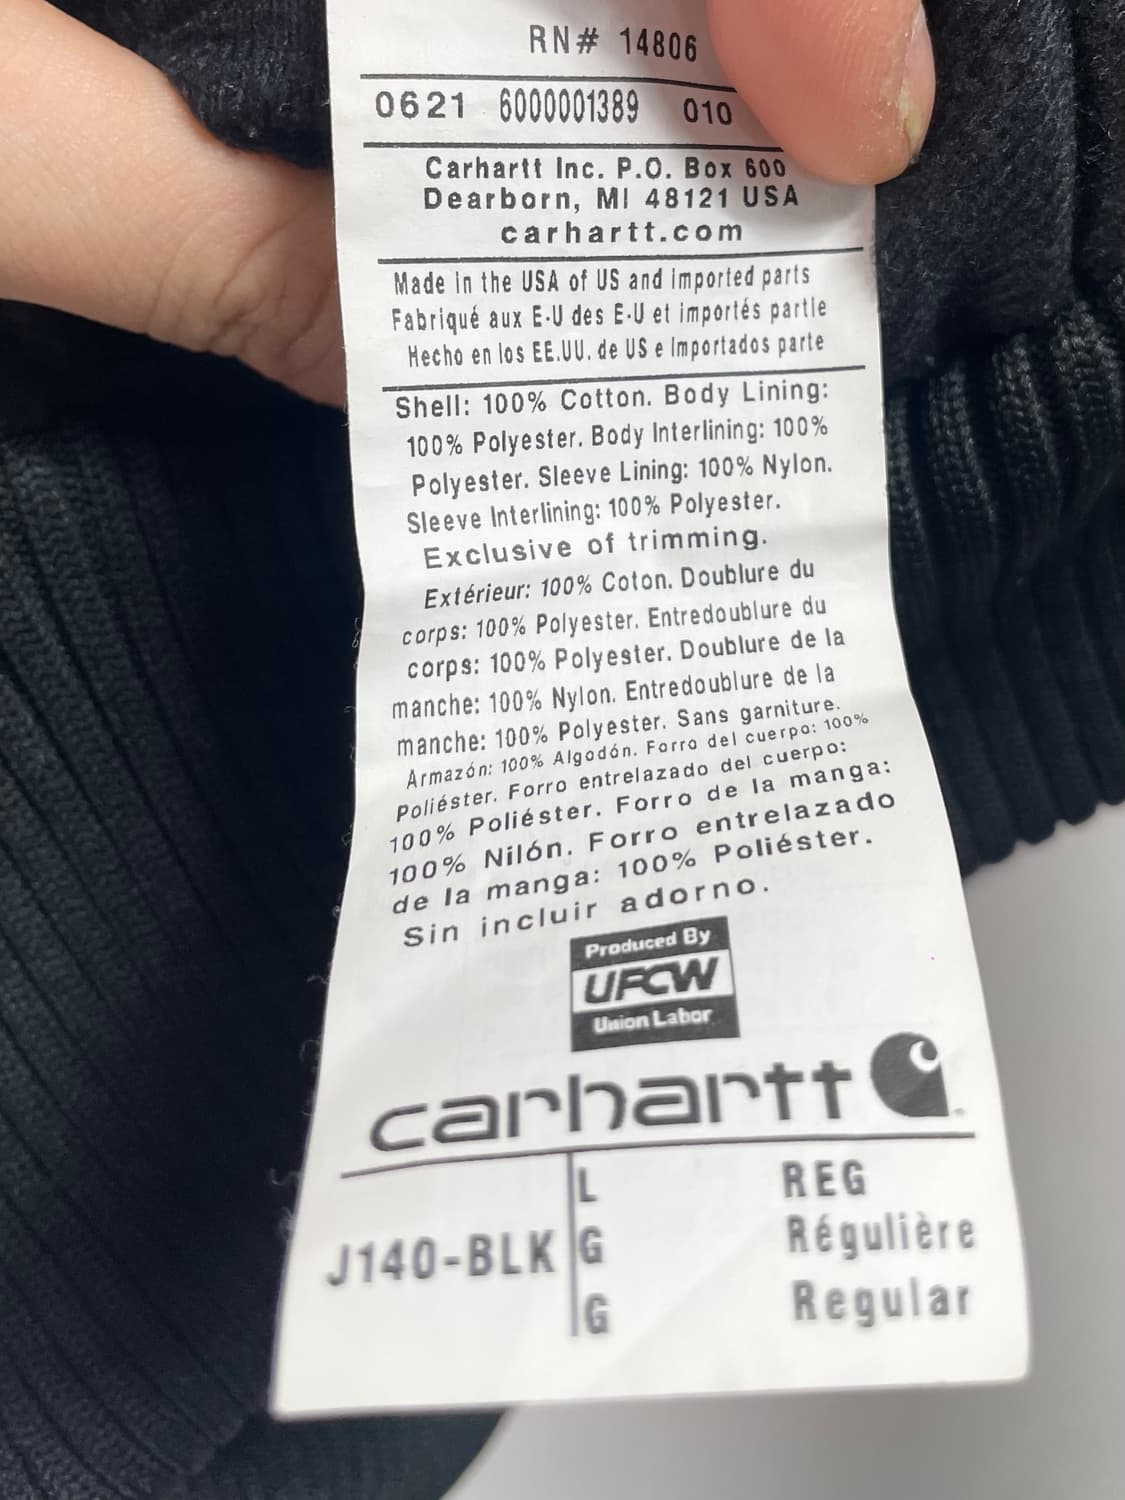 RN# 14806
0621 6000001389 010
Carhartt Inc. P.O. Box 600
Dearborn, MI 48121 USA
carhartt.com
Made in the USA of US and imported parts
Fabriqué aux E-U des E-U et importés partie
Hecho en los EE.UU. de US e Importados parte
Shell: 100% Cotton. Body Lining:
100% Polyester. Body Interlining: 100%
Polyester. Sleeve Lining: 100% Nylon.
Sleeve Interlining: 100% Polyester.
Exclusive of trimming.
Extérieur: 100% Coton. Doublure du
corps: 100% Polyester. Entredoublure du
corps: 100% Polyester. Doublure de la
manche: 100% Nylon. Entredoublure de la
manche: 100% Polyester. Sans garniture.
Armazón: 100% Algodón. Forro del cuerpo: 100%
Poliéster. Forro entrelazado del cuerpo:
100% Poliéster. Forro de la manga:
100% Nilón. Forro entrelazado
de la manga: 100% Poliéster.
Sin incluir adorno.
Produced By
UFCW
Union Labor
carhartt
L REG
J140-BLK G Régulière
G Regular